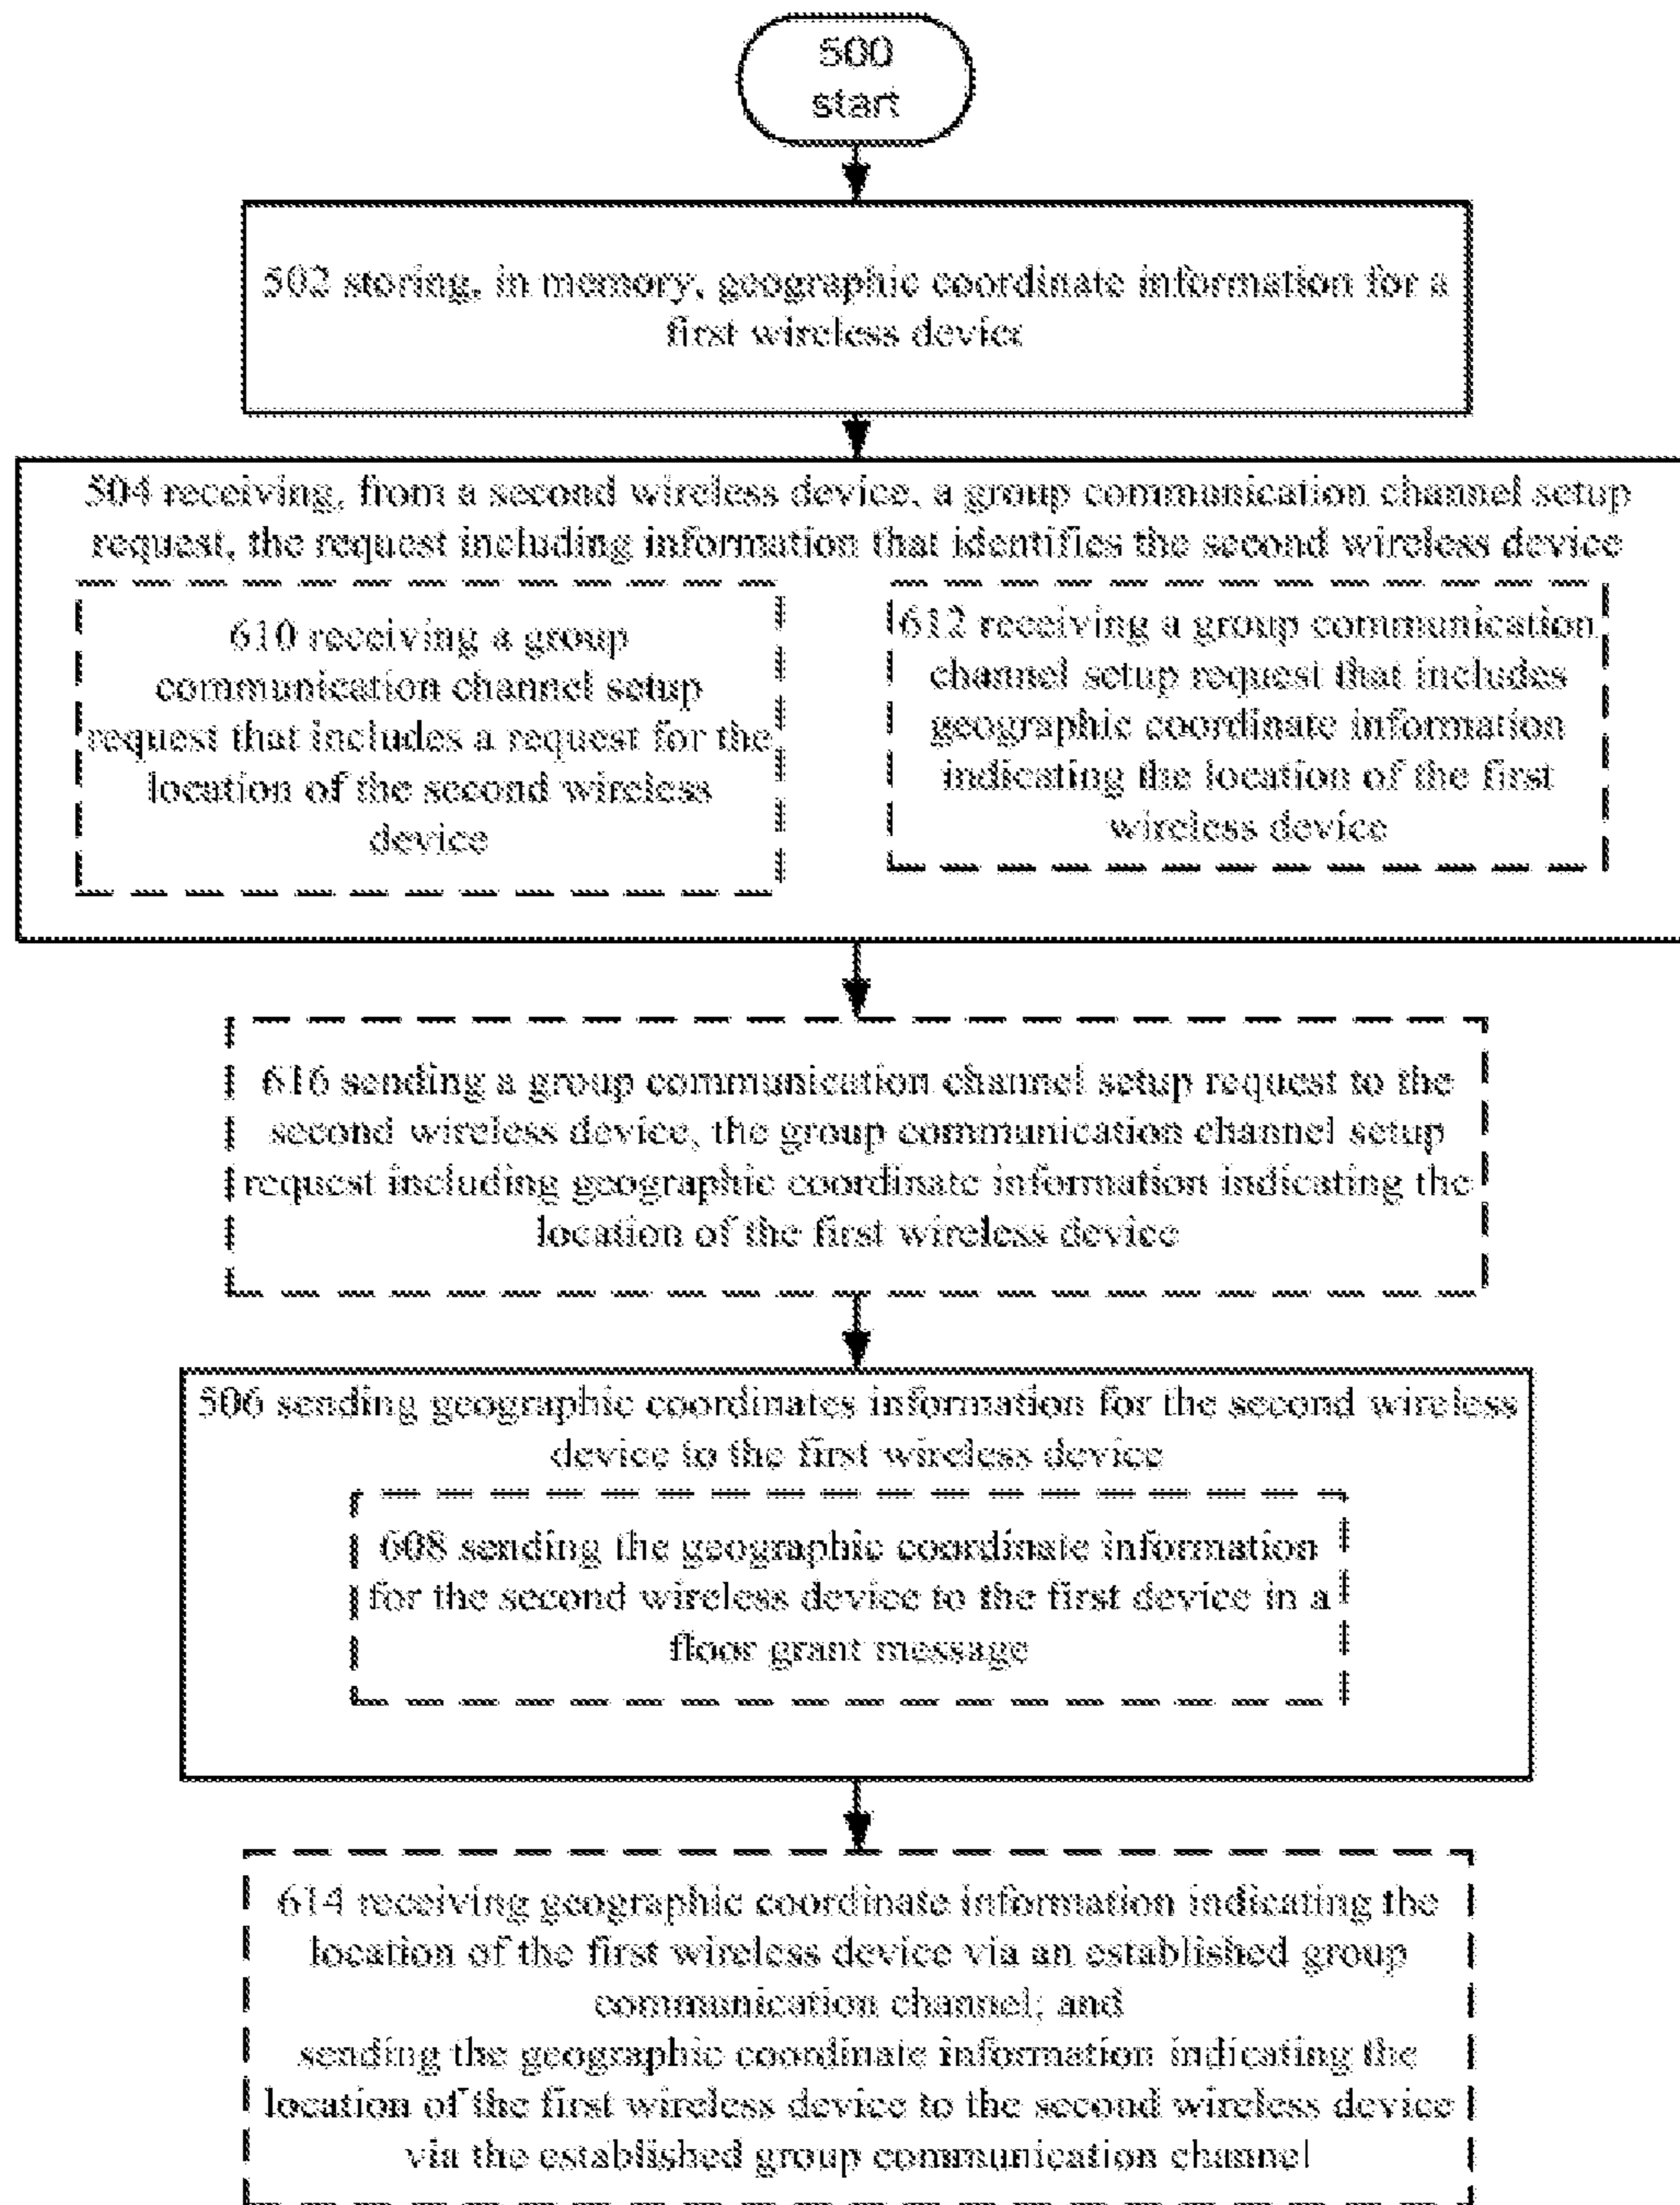 500
start
502 storing, in memory, geographic coordinate information for a
first wireless device
504 receiving, from a second wireless device, a group communication channel setup
request, the request including information that identifies the second wireless device
610 receiving a group
communication channel setup
request that includes a request for the
location of the second wireless
device
612 receiving a group communication
channel setup request that includes
geographic coordinate information
indicating the location of the first
wireless device
616 sending a group communication channel setup request to the
second wireless device, the group communication channel setup
request including geographic coordinate information indicating the
location of the first wireless device
506 sending geographic coordinates information for the second wireless
device to the first wireless device
608 sending the geographic coordinate information
for the second wireless device to the first device in a
floor grant message
614 receiving geographic coordinate information indicating the
location of the first wireless device via an established group
communication channel; and
sending the geographic coordinate information indicating the
location of the first wireless device to the second wireless device
via the established group communication channel